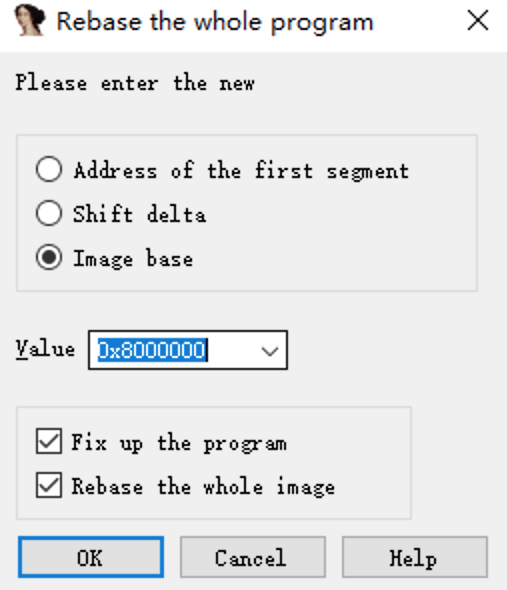 Rebase the whole program
Please enter the new
Address of the first segment
Shift delta
Image base
Value 0x8000000
Fix up the program
Rebase the whole image
OK Cancel Help